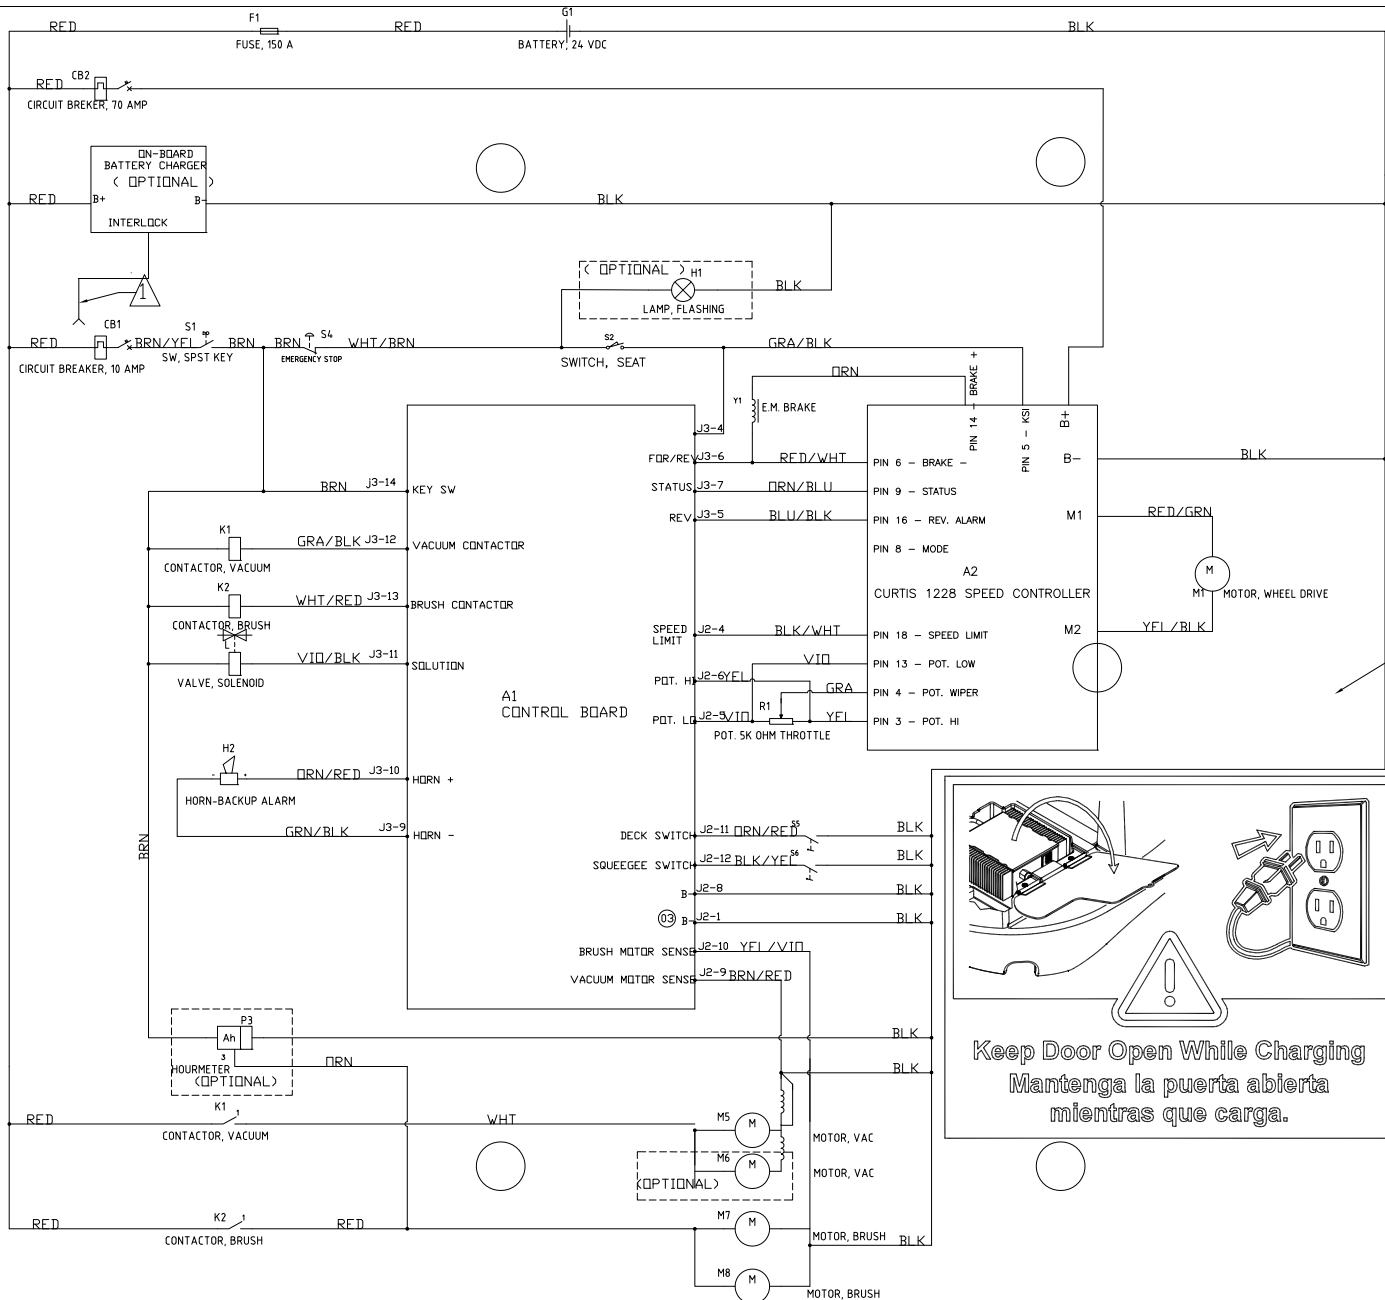 RED F1 RED G1 BLK
FUSE, 150 A BATTERY, 24 VDC
RED CB2
CIRCUIT BREKER, 70 AMP
ON-BOARD
BATTERY CHARGER
( OPTIONAL )
RED B+ B- BLK
INTERLOCK
1
( OPTIONAL ) H1
BLK
LAMP, FLASHING
RED CB1 BRN/YEL S1 BRN BRN S4 WHT/BRN S2 GRA/BLK
CIRCUIT BREAKER, 10 AMP SW, SPST KEY EMERGENCY STOP SWITCH, SEAT
ORN
Y1 E.M. BRAKE
PIN 14 - BRAKE +
PIN 5 - KSI
B+
J3-4
FOR/REV J3-6 RED/WHT PIN 6 - BRAKE - B- BLK
BRN j3-14 KEY SW STATUS J3-7 ORN/BLU PIN 9 - STATUS
REV J3-5 BLU/BLK PIN 16 - REV. ALARM M1 RED/GRN
K1 GRA/BLK J3-12 VACUUM CONTACTOR PIN 8 - MODE
CONTACTOR, VACUUM
A2
CURTIS 1228 SPEED CONTROLLER
M
M1 MOTOR, WHEEL DRIVE
K2 WHT/RED J3-13 BRUSH CONTACTOR
CONTACTOR, BRUSH
SPEED
LIMIT J2-4 BLK/WHT PIN 18 - SPEED LIMIT M2 YEL/BLK
L
VIO/BLK J3-11 SOLUTION VIO PIN 13 - POT. LOW
VALVE, SOLENOID
POT. HI J2-6 YEL GRA PIN 4 - POT. WIPER
A1
CONTROL BOARD
POT. LO J2-5 VIO R1 YEL PIN 3 - POT. HI
POT. 5K OHM THROTTLE
H2
- + ORN/RED J3-10 HORN +
HORN-BACKUP ALARM
GRN/BLK J3-9 HORN -
BRN
DECK SWITCH J2-11 ORN/RED S5 BLK
SQUEEGEE SWITCH J2-12 BLK/YEL S6 BLK
B- J2-8 BLK
03 B- J2-1 BLK
BRUSH MOTOR SENSE J2-10 YEL/VIO
VACUUM MOTOR SENSE J2-9 BRN/RED
P3
Ah BLK
3
HOURMETER ORN BLK
(OPTIONAL)
Keep Door Open While Charging
Mantenga la puerta abierta
mientras que carga.
RED K1 1 WHT M5 M
CONTACTOR, VACUUM MOTOR, VAC
M6 M
(OPTIONAL) MOTOR, VAC
RED K2 1 RED M7 M
CONTACTOR, BRUSH MOTOR, BRUSH BLK
M8 M
MOTOR, BRUSH